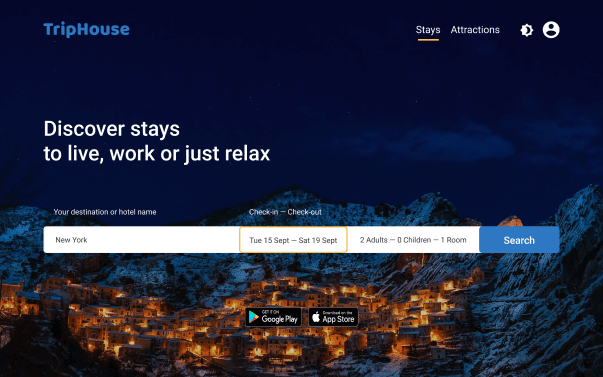 TripHouse
Stays Attractions
Discover stays
to live, work or just relax
Your destination or hotel name Check-in — Check-out
New York Tue 15 Sept — Sat 19 Sept 2 Adults — 0 Children — 1 Room Search
GET IT ON
Google Play
Download on the
App Store